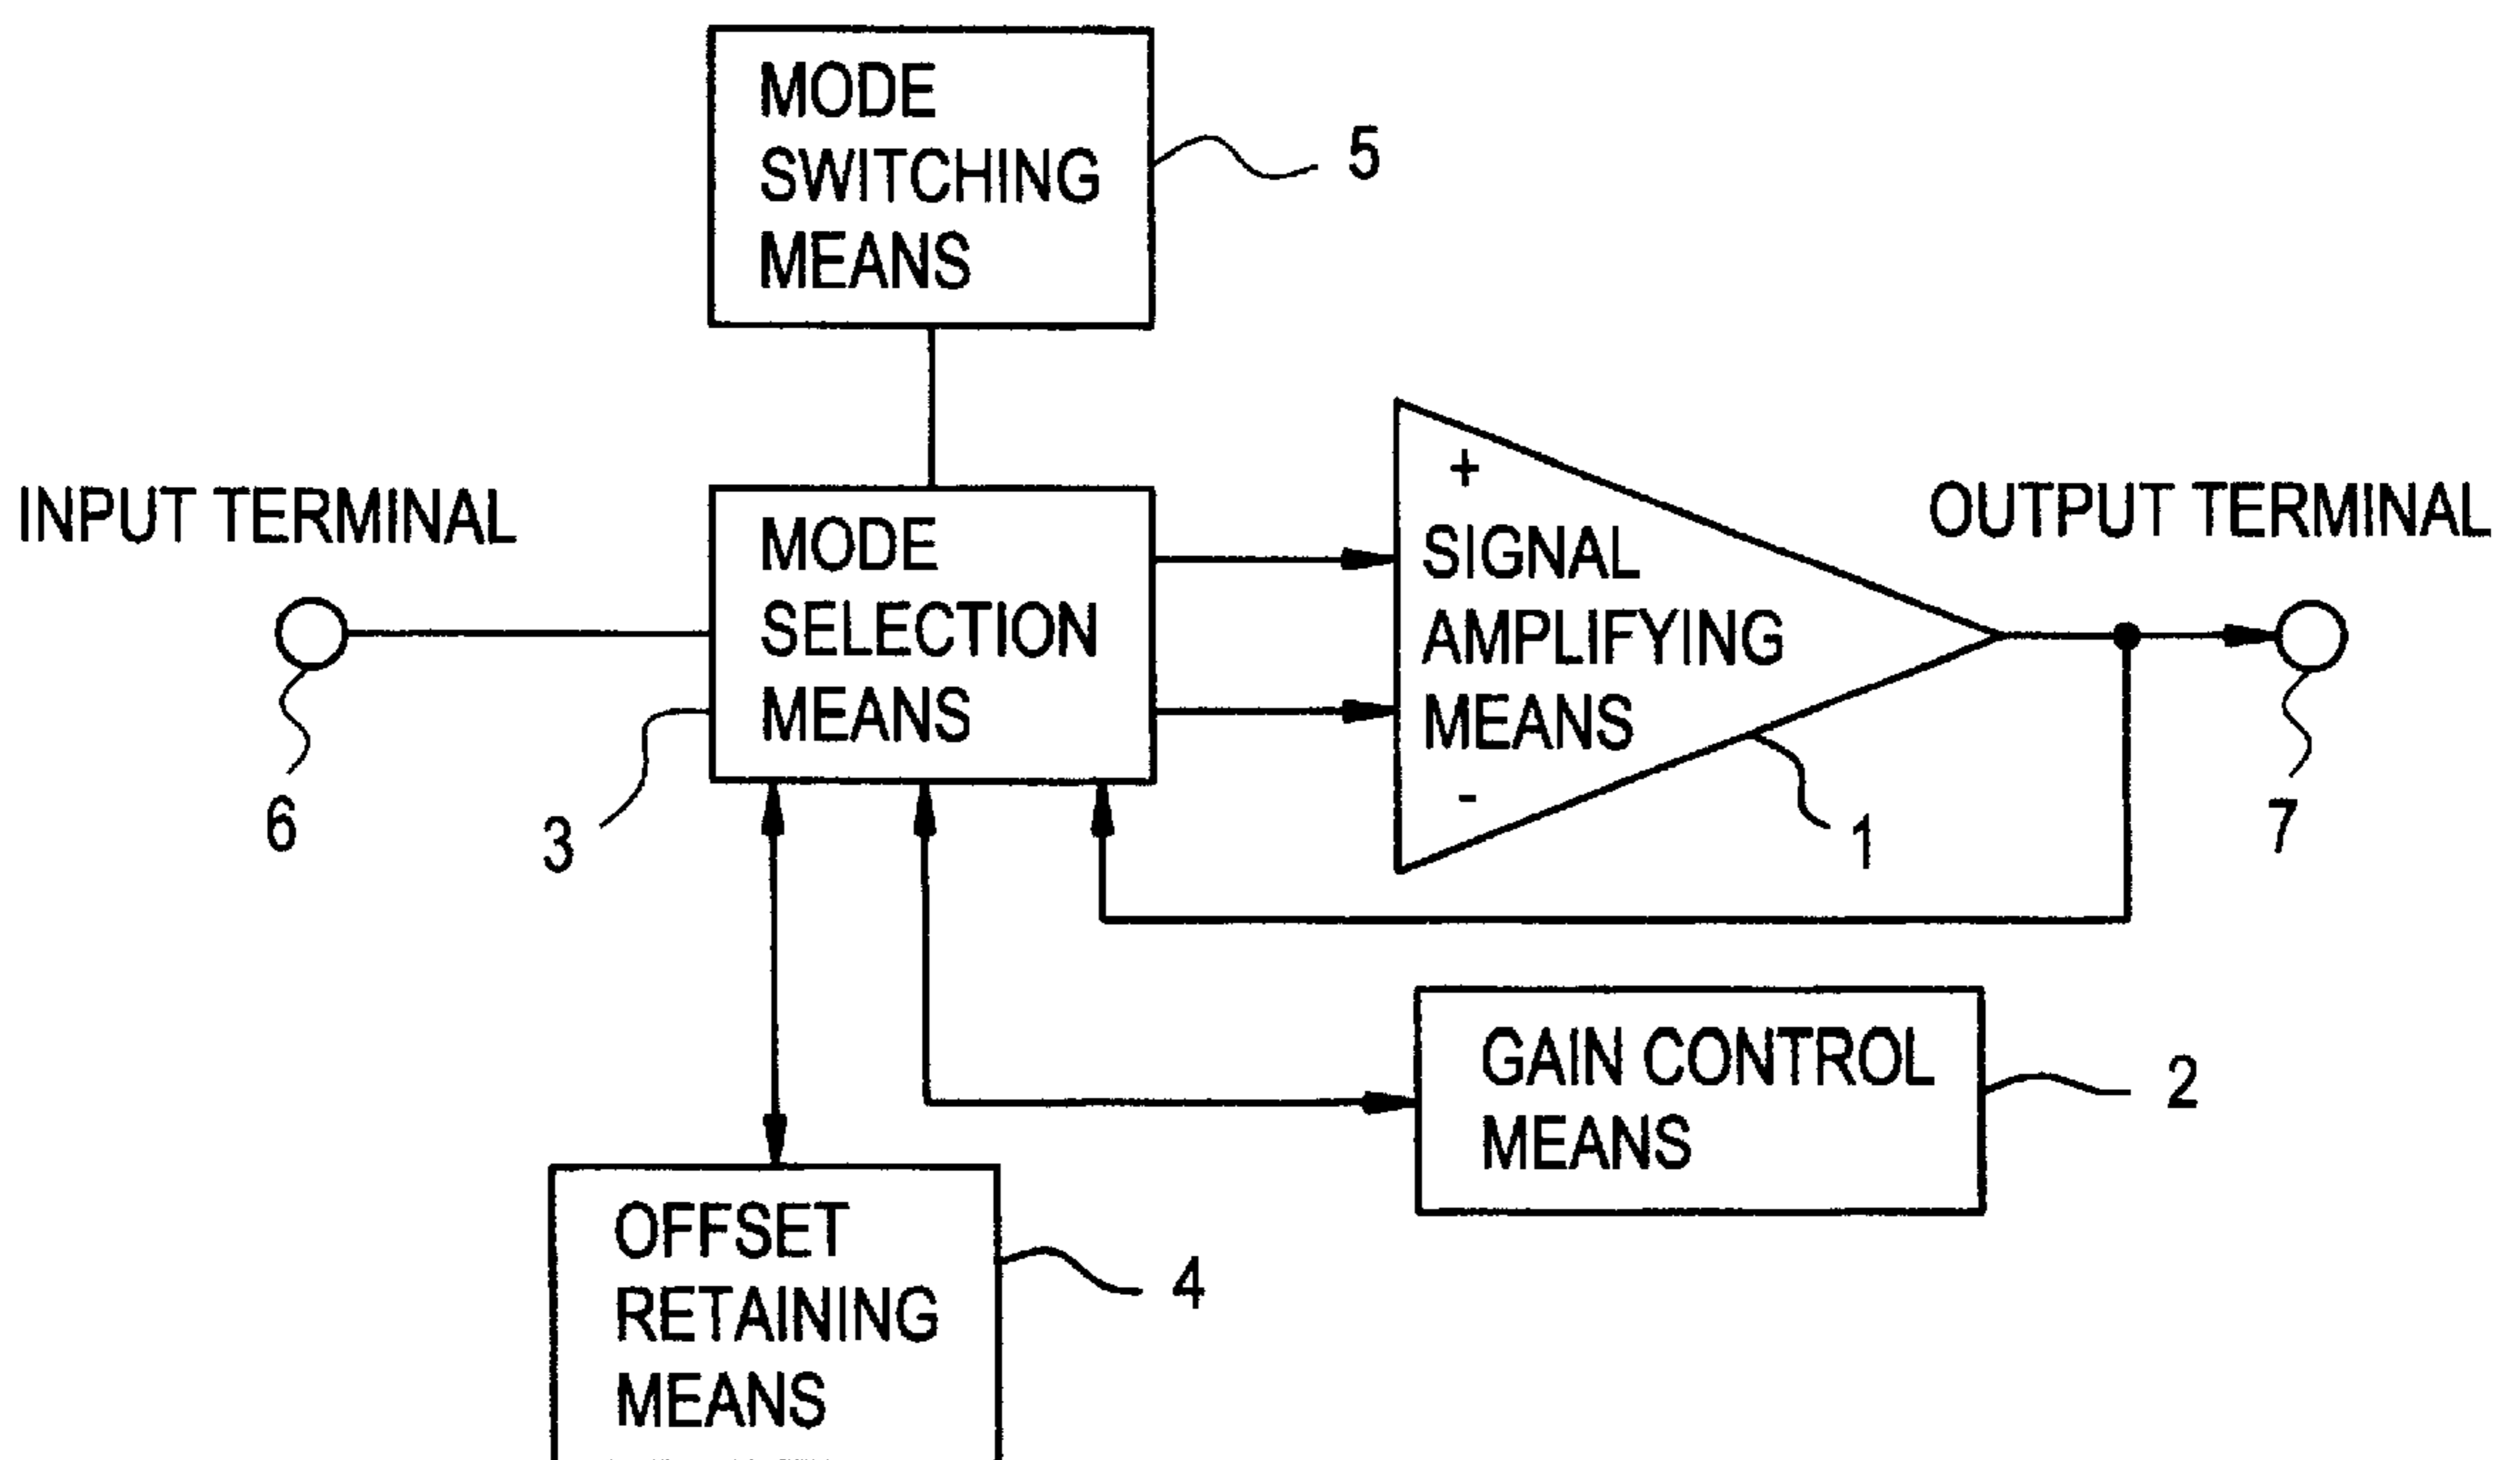 MODE
SWITCHING
MEANS
5
INPUT TERMINAL
6
MODE
SELECTION
MEANS
3
+
SIGNAL
AMPLIFYING
MEANS
-
1
OUTPUT TERMINAL
7
GAIN CONTROL
MEANS
2
OFFSET
RETAINING
MEANS
4